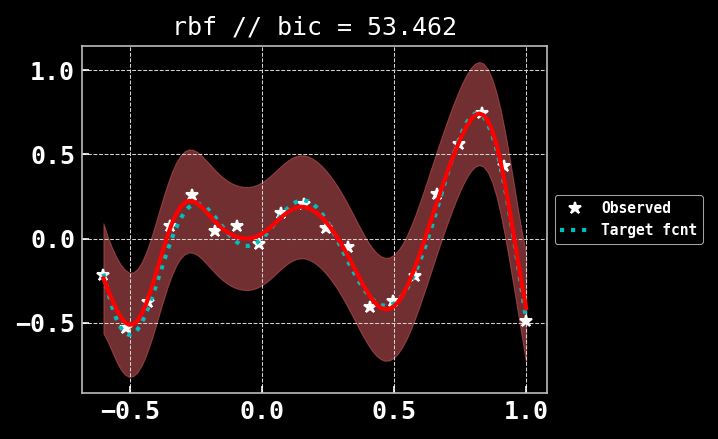 rbf // bic = 53.462
1.0
0.5
0.0
−0.5
−0.5 0.0 0.5 1.0
Observed
Target fcnt